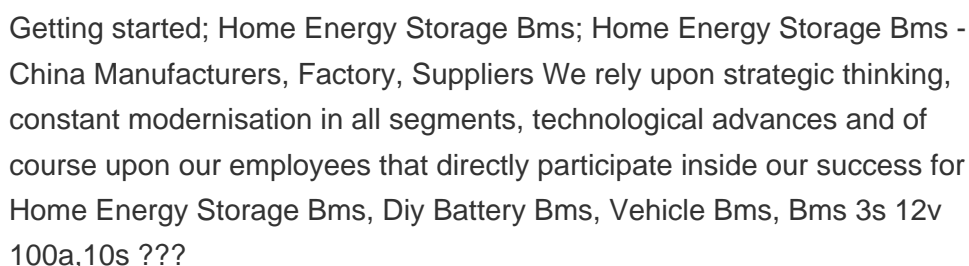 Getting started; Home Energy Storage Bms; Home Energy Storage Bms -
China Manufacturers, Factory, Suppliers We rely upon strategic thinking,
constant modernisation in all segments, technological advances and of
course upon our employees that directly participate inside our success for
Home Energy Storage Bms, Diy Battery Bms, Vehicle Bms, Bms 3s 12v
100a,10s ???